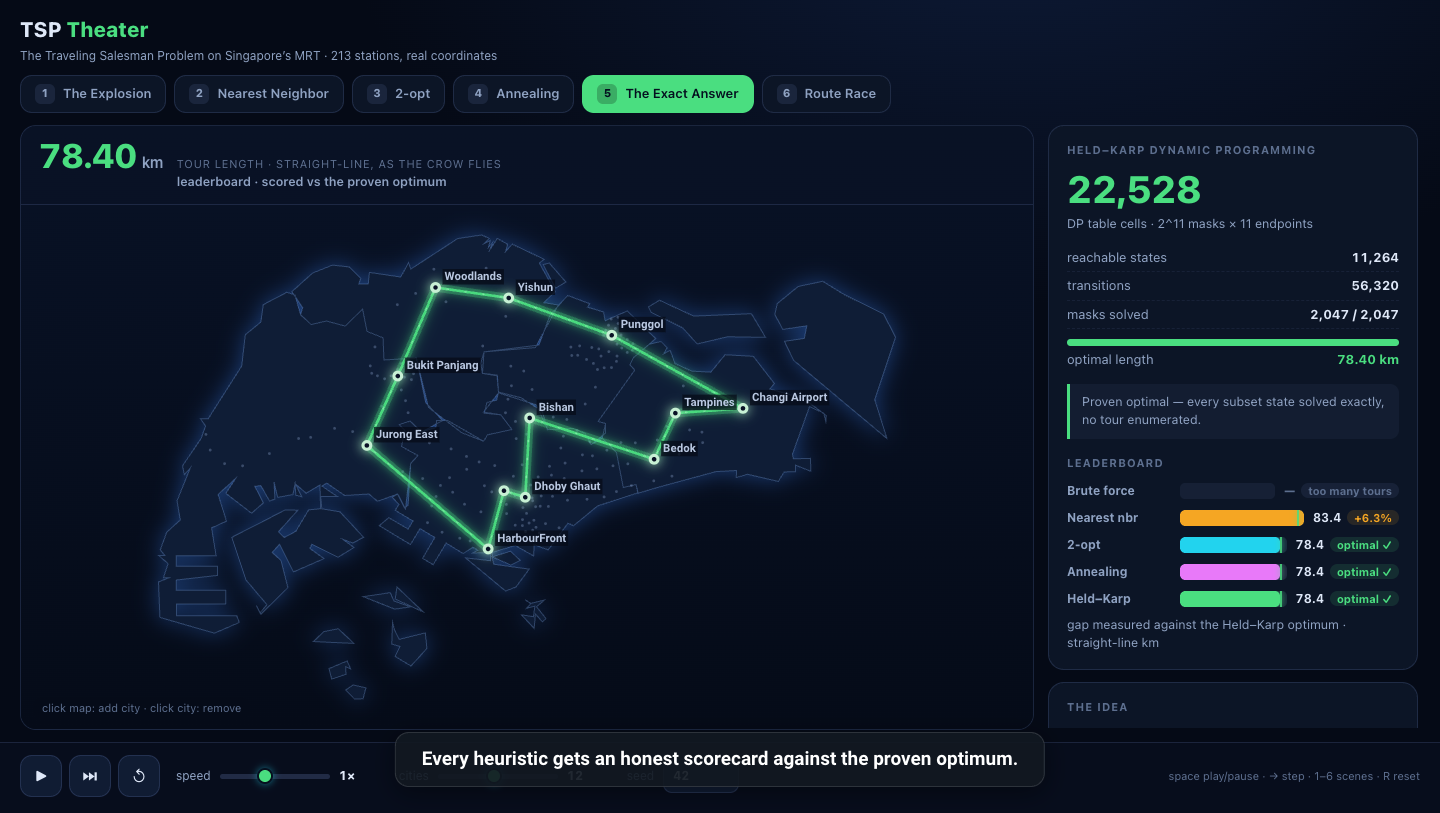 TSP Theater
The Traveling Salesman Problem on Singapore's MRT · 213 stations, real coordinates
1 The Explosion
2 Nearest Neighbor
3 2-opt
4 Annealing
5 The Exact Answer
6 Route Race
78.40 km
TOUR LENGTH · STRAIGHT-LINE, AS THE CROW FLIES
leaderboard · scored vs the proven optimum
Woodlands
Yishun
Punggol
Bukit Panjang
Changi Airport
Tampines
Bishan
Jurong East
Bedok
Dhoby Ghaut
HarbourFront
click map: add city · click city: remove
HELD–KARP DYNAMIC PROGRAMMING
22,528
DP table cells · 2^11 masks × 11 endpoints
reachable states 11,264
transitions 56,320
masks solved 2,047 / 2,047
optimal length 78.40 km
Proven optimal — every subset state solved exactly,
no tour enumerated.
LEADERBOARD
Brute force — too many tours
Nearest nbr 83.4 +6.3%
2-opt 78.4 optimal ✓
Annealing 78.4 optimal ✓
Held–Karp 78.4 optimal ✓
gap measured against the Held–Karp optimum ·
straight-line km
THE IDEA
Every heuristic gets an honest scorecard against the proven optimum.
speed 1× cities 12 seed 42
space play/pause · → step · 1–6 scenes · R reset